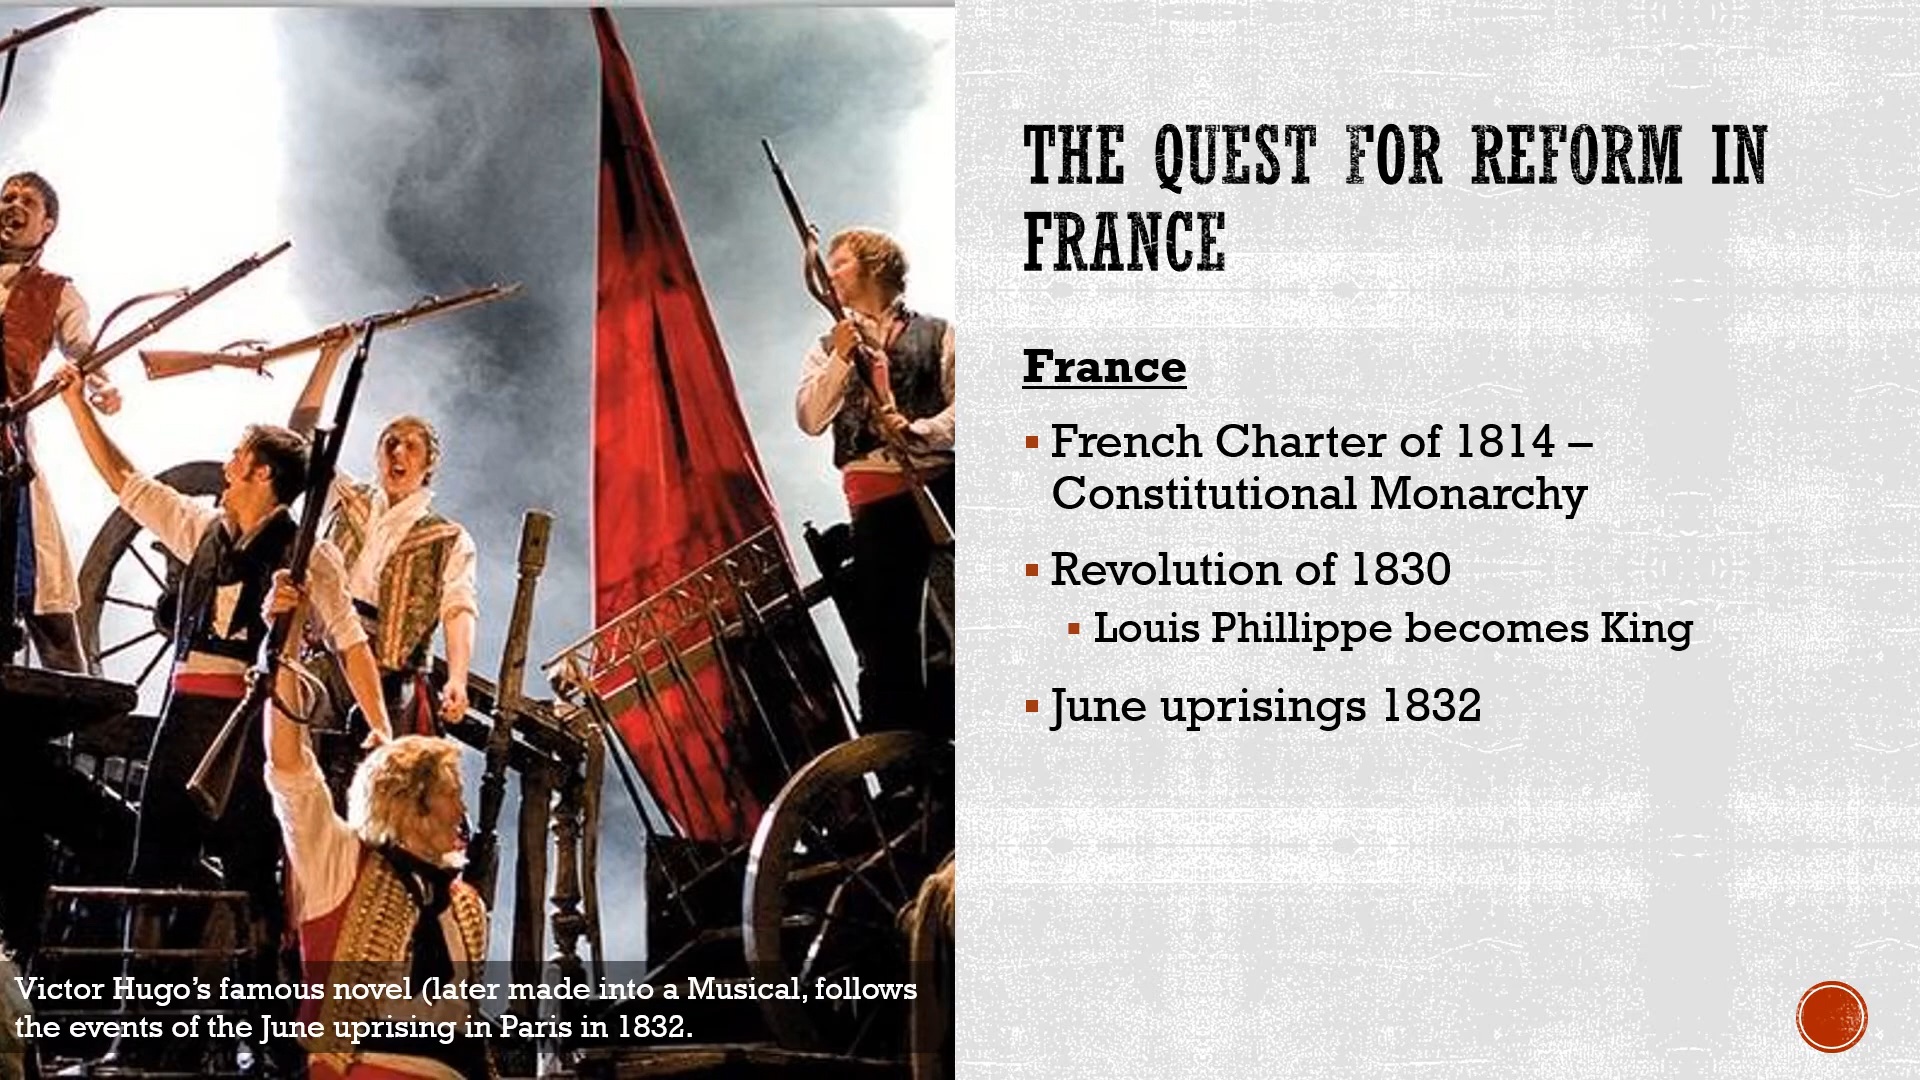 THE QUEST FOR REFORM IN
FRANCE
France
French Charter of 1814 –
Constitutional Monarchy
Revolution of 1830
Louis Phillippe becomes King
June uprisings 1832
Victor Hugo's famous novel (later made into a Musical, follows
the events of the June uprising in Paris in 1832.